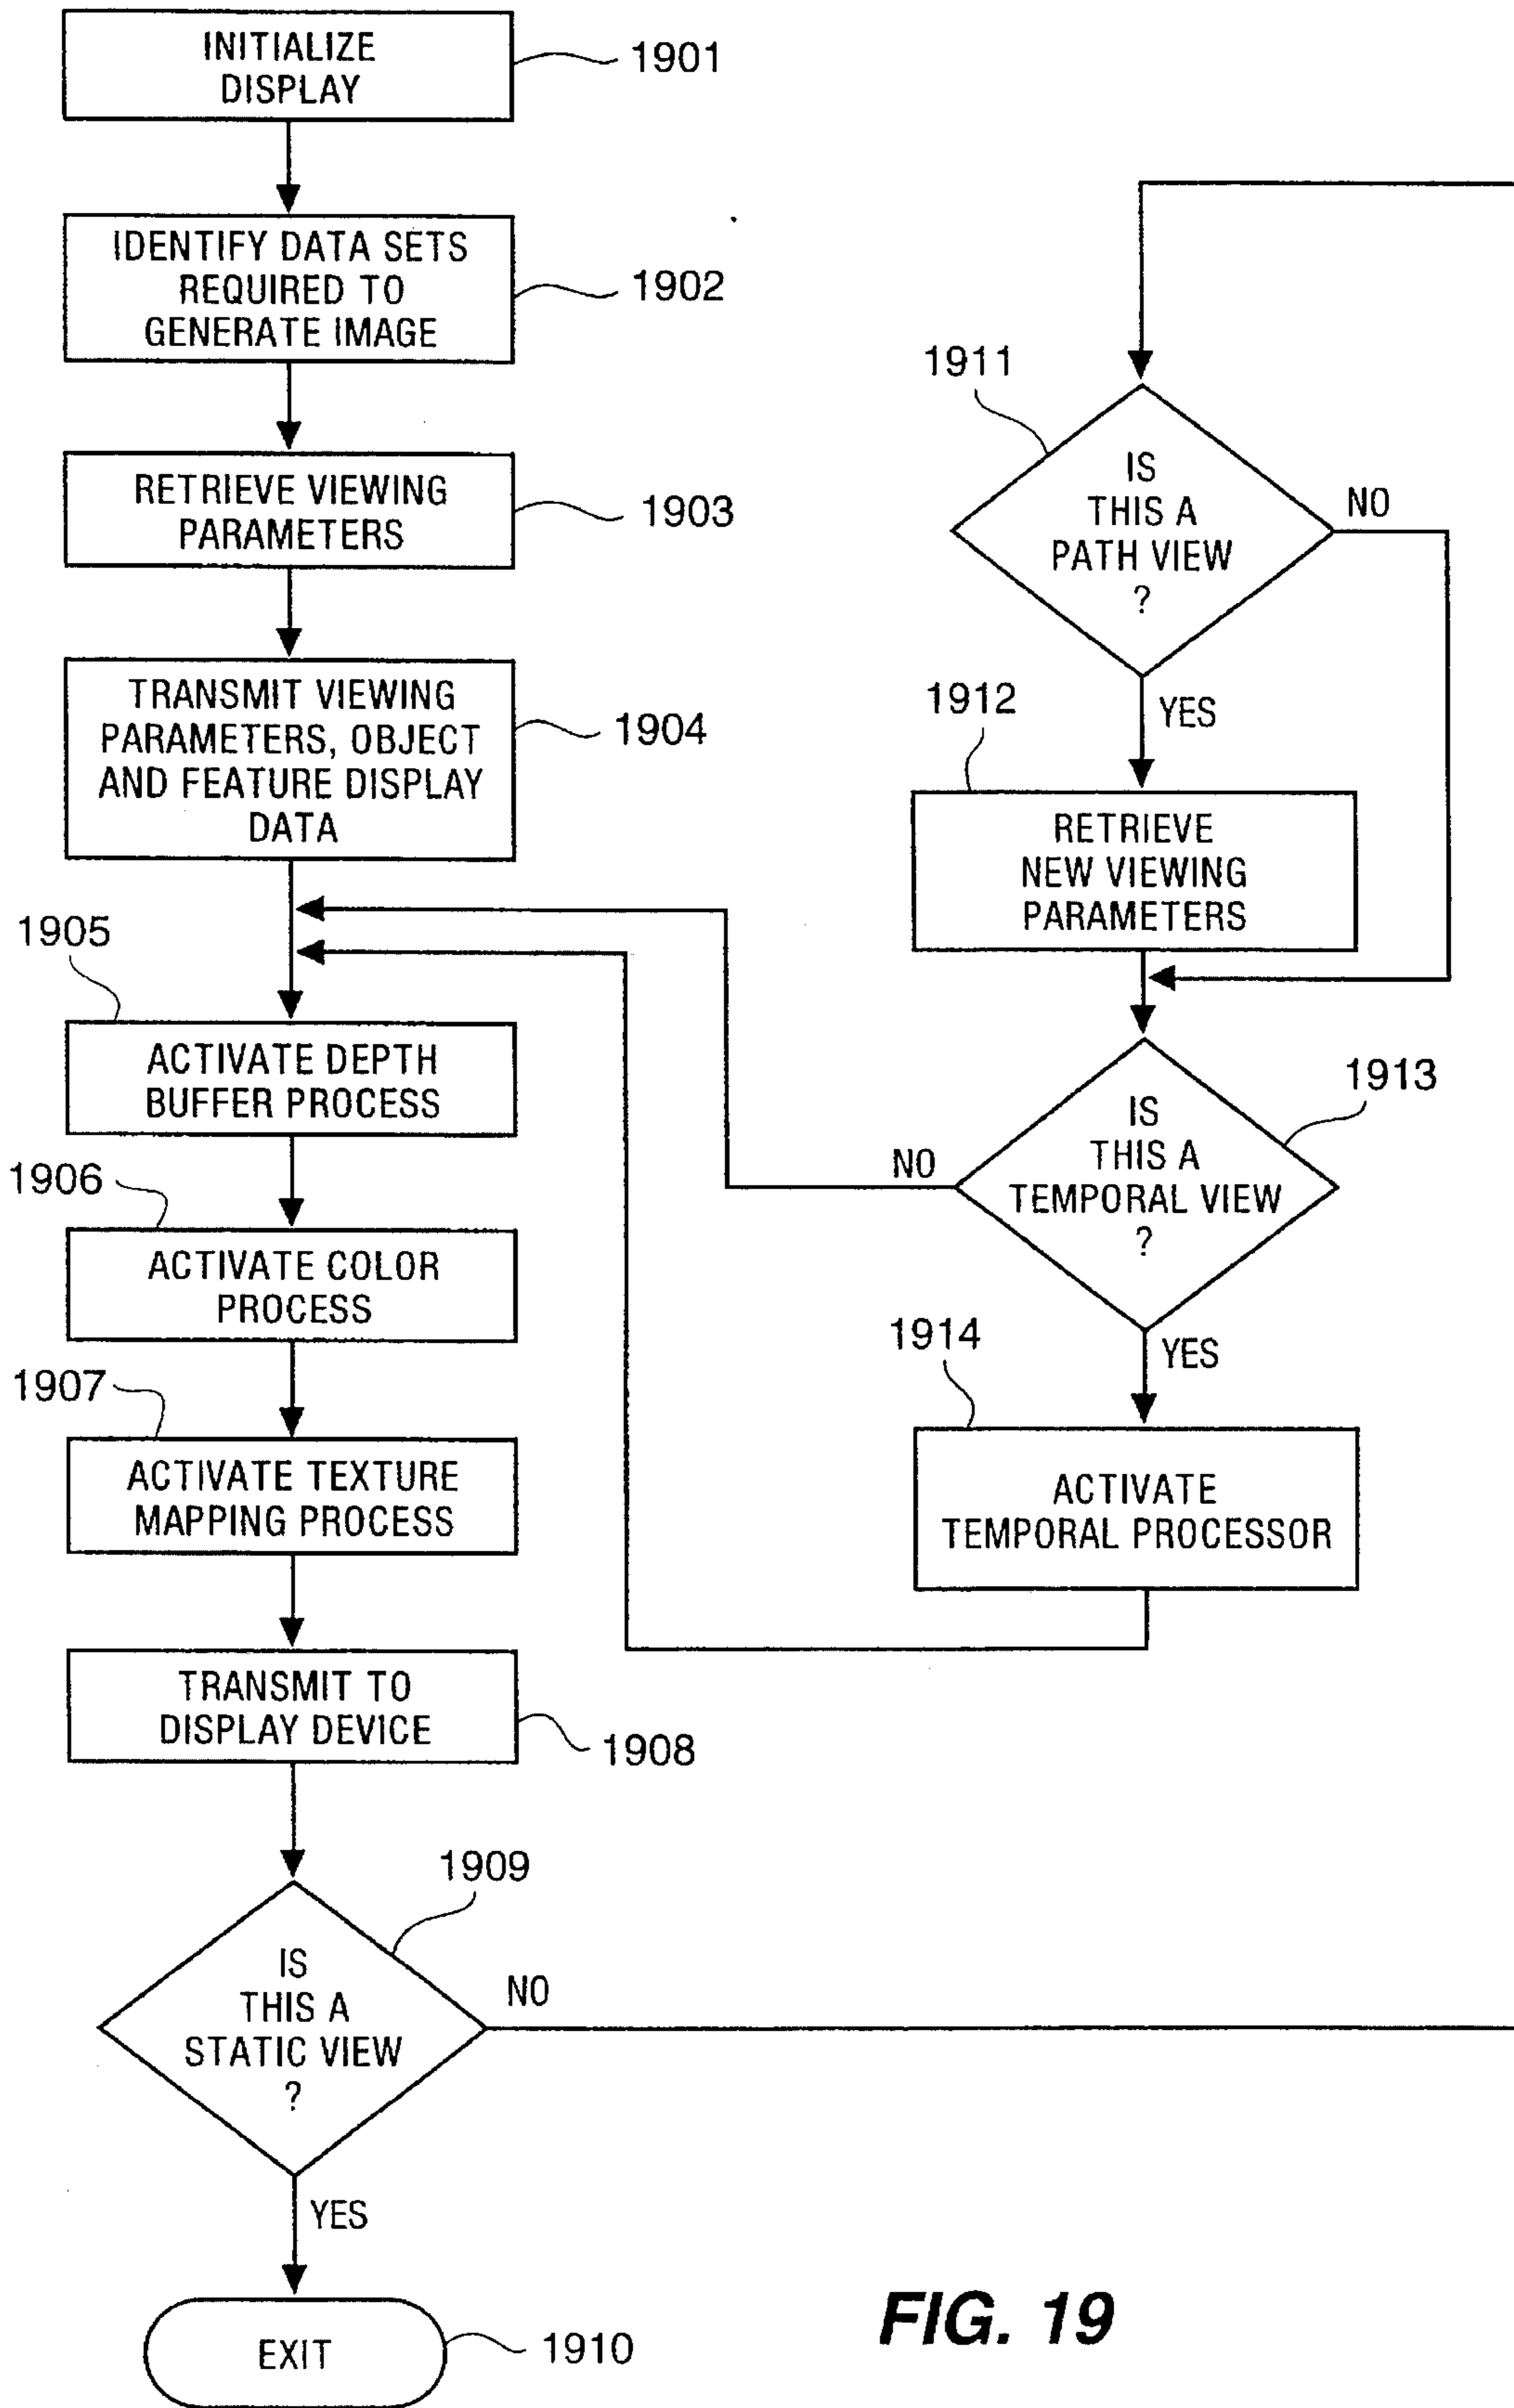 INITIALIZE
DISPLAY
1901
IDENTIFY DATA SETS
REQUIRED TO
GENERATE IMAGE
1902
RETRIEVE VIEWING
PARAMETERS
1903
TRANSMIT VIEWING
PARAMETERS, OBJECT
AND FEATURE DISPLAY
DATA
1904
1905
ACTIVATE DEPTH
BUFFER PROCESS
1906
ACTIVATE COLOR
PROCESS
1907
ACTIVATE TEXTURE
MAPPING PROCESS
TRANSMIT TO
DISPLAY DEVICE
1908
1909
IS
THIS A
STATIC VIEW
?
NO
YES
EXIT
1910
1911
IS
THIS A
PATH VIEW
?
NO
YES
1912
RETRIEVE
NEW VIEWING
PARAMETERS
1913
IS
THIS A
TEMPORAL VIEW
?
NO
YES
1914
ACTIVATE
TEMPORAL PROCESSOR
FIG. 19